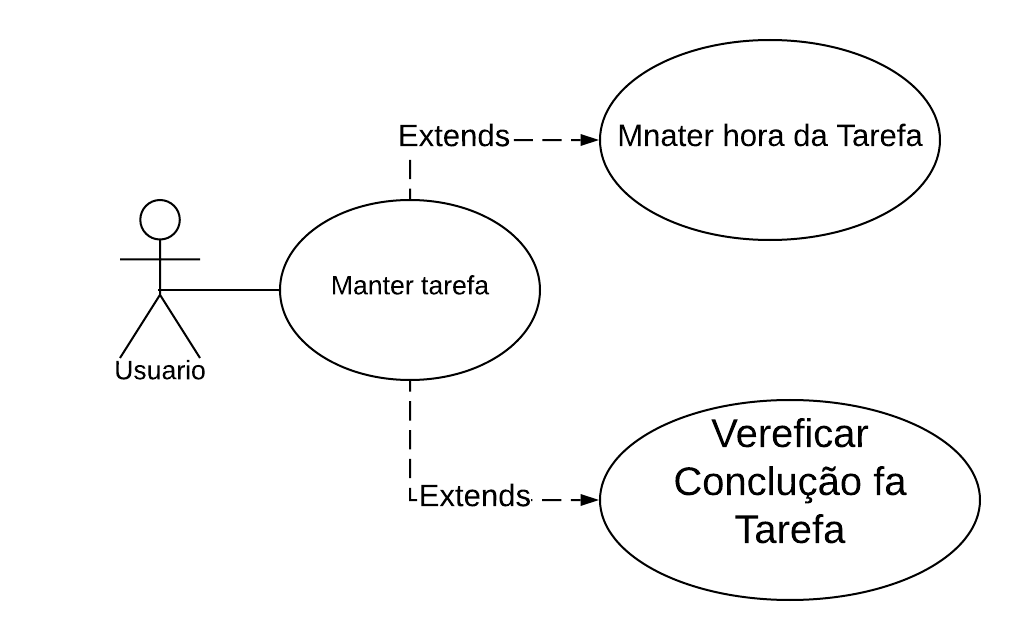 Extends
Mnater hora da Tarefa
Manter tarefa
Usuario
Extends
Vereficar
Conclução fa
Tarefa